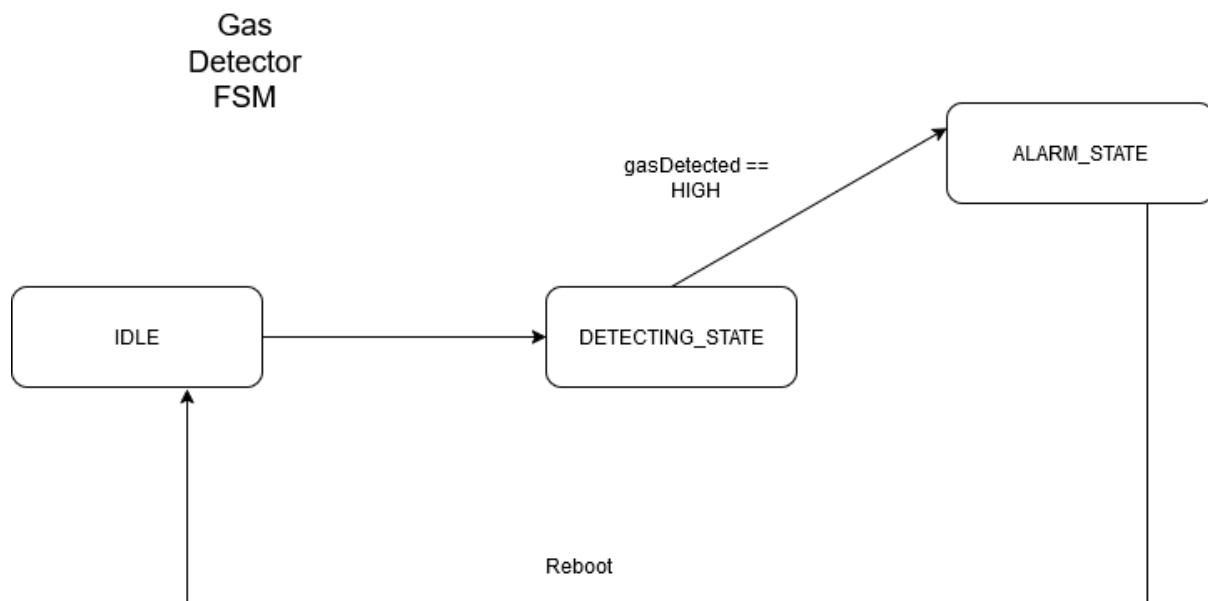 Gas
Detector
FSM
ALARM_STATE
gasDetected ==
HIGH
IDLE
DETECTING_STATE
Reboot